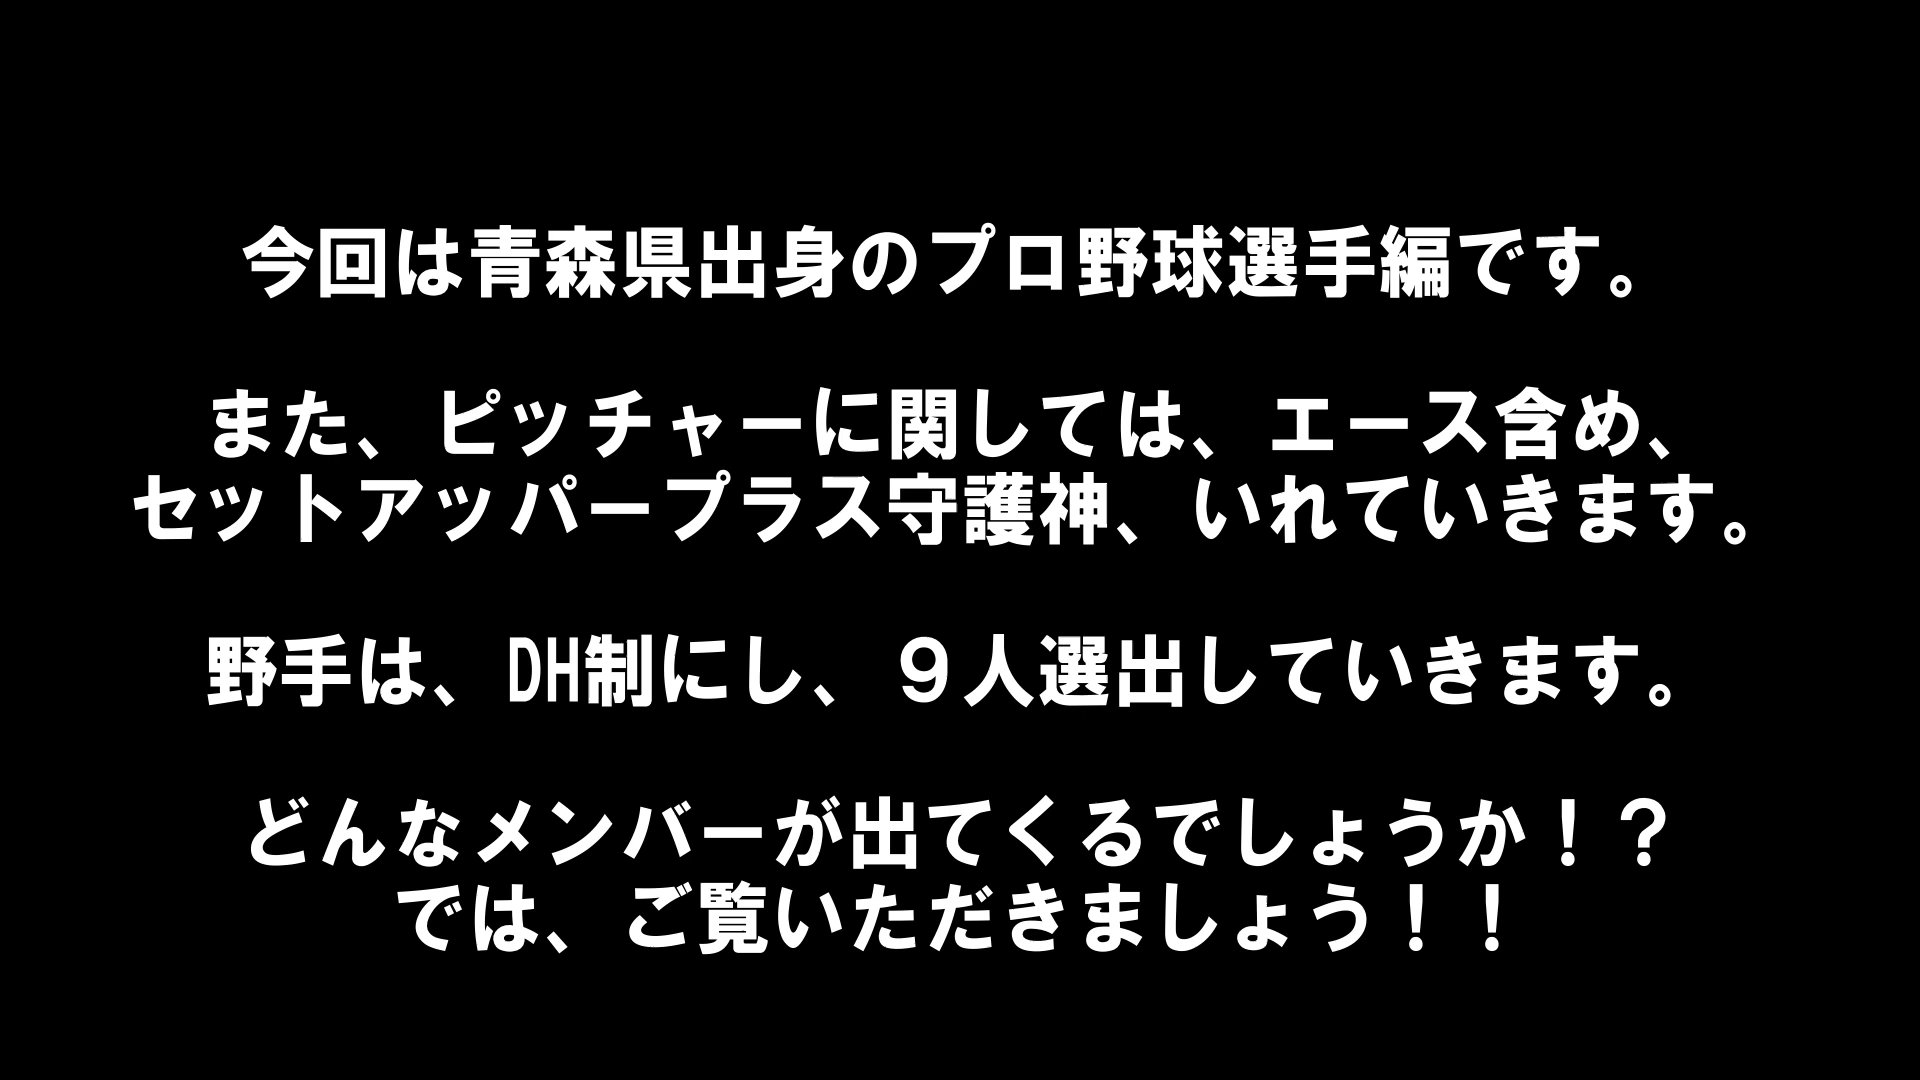 今回は青森県出身のプロ野球選手編です。
また、ピッチャーに関しては、エース含め、
セットアッパープラス守護神、いれていきます。
野手は、DH制にし、９人選出していきます。
どんなメンバーが出てくるでしょうか！？
では、ご覧いただきましょう！！